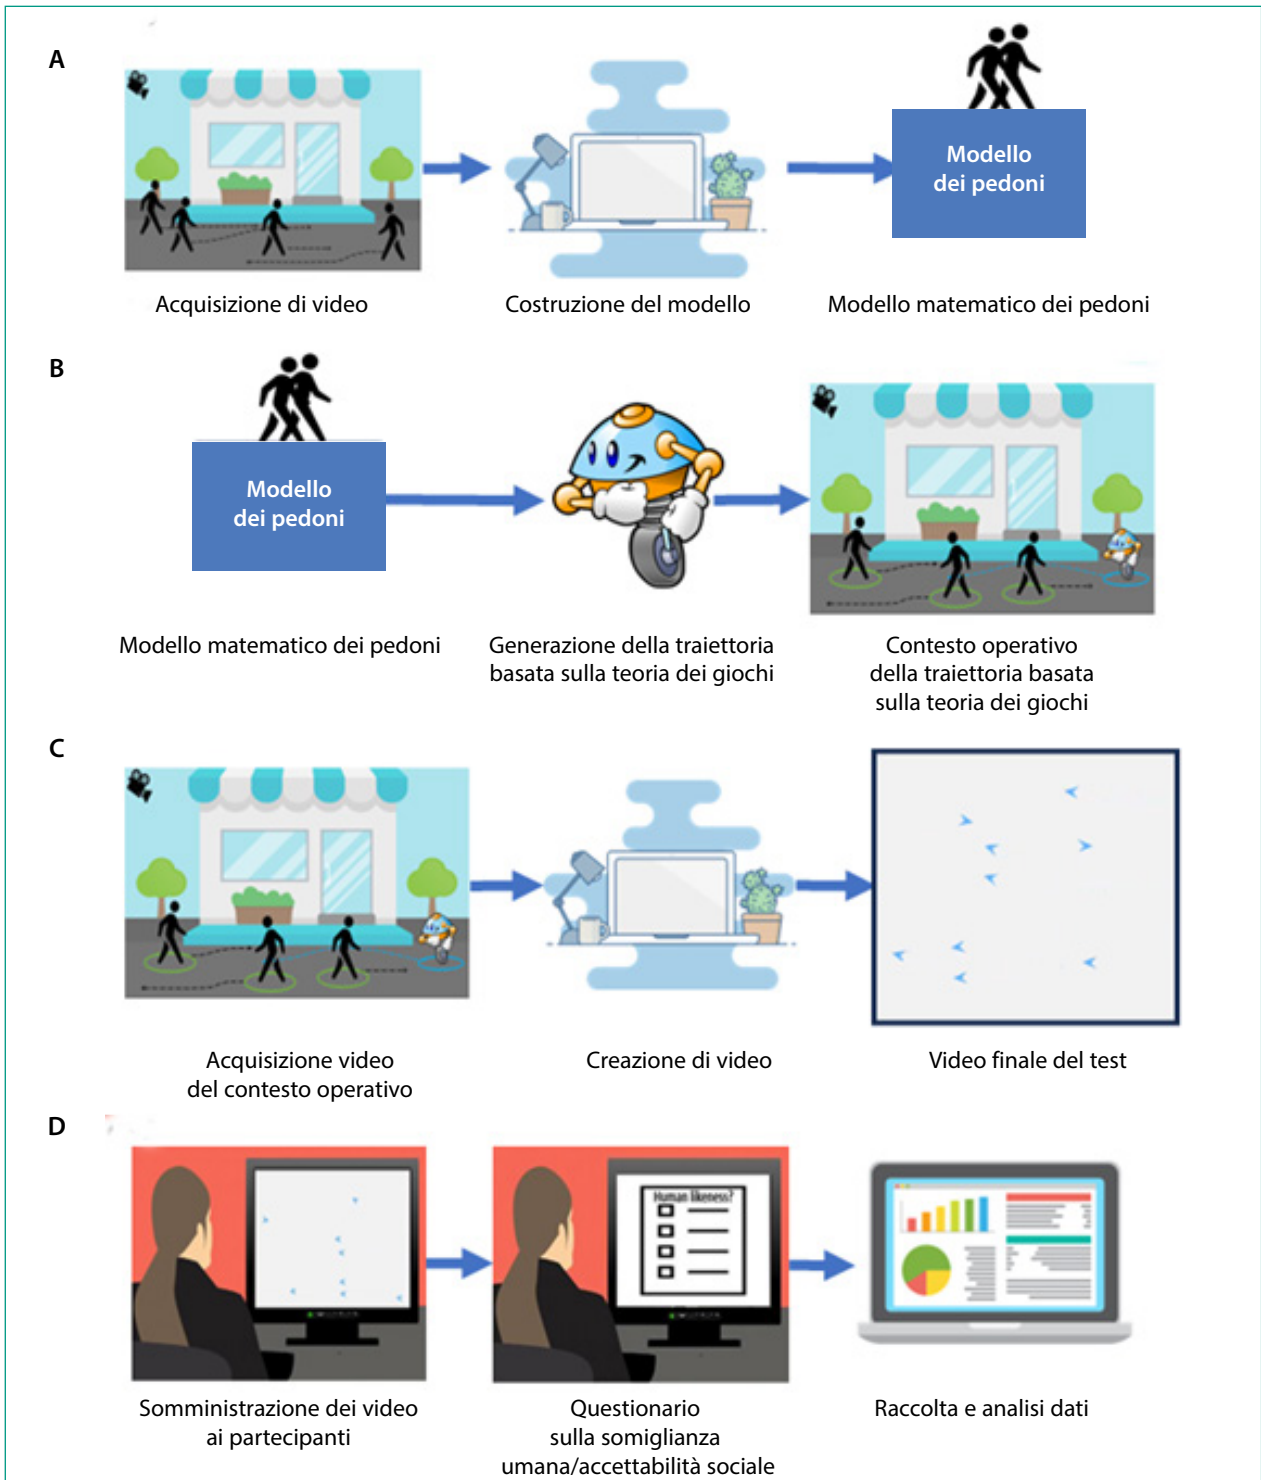 A
Modello
dei pedoni
Acquisizione di video
Costruzione del modello
Modello matematico dei pedoni
B
Modello
dei pedoni
Modello matematico dei pedoni
Generazione della traiettoria
basata sulla teoria dei giochi
Contesto operativo
della traiettoria basata
sulla teoria dei giochi
C
Acquisizione video
del contesto operativo
Creazione di video
Video finale del test
D
Human likeness?
Somministrazione dei video
ai partecipanti
Questionario
sulla somiglianza
umana/accettabilità sociale
Raccolta e analisi dati